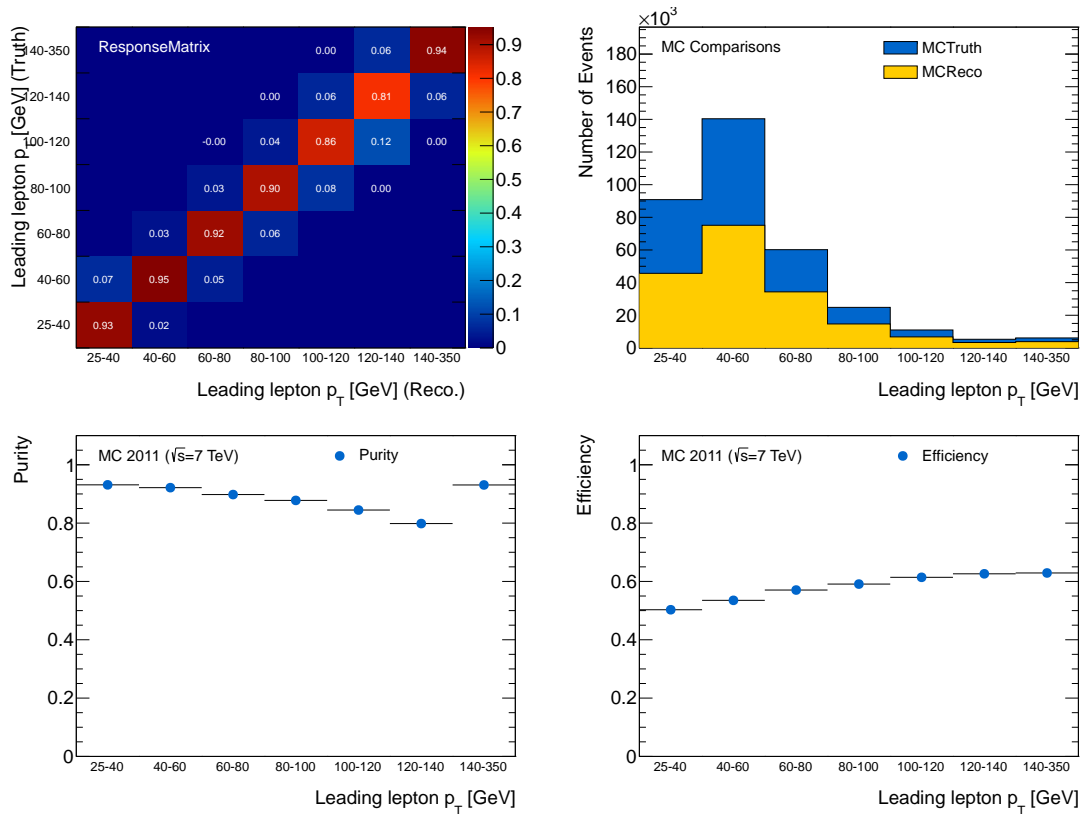 ResponseMatrix
Leading lepton p_T [GeV] (Truth)
140-350 0.00 0.06 0.94
120-140 0.00 0.06 0.81 0.06
100-120 -0.00 0.04 0.86 0.12 0.00
80-100 0.03 0.90 0.08 0.00
60-80 0.03 0.92 0.06
40-60 0.07 0.95 0.05
25-40 0.93 0.02
25-40 40-60 60-80 80-100 100-120 120-140 140-350
Leading lepton p_T [GeV] (Reco.)
0.9
0.8
0.7
0.6
0.5
0.4
0.3
0.2
0.1
0
×10³
Number of Events
MC Comparisons
MCTruth
MCReco
180
160
140
120
100
80
60
40
20
0
25-40 40-60 60-80 80-100 100-120 120-140 140-350
Leading lepton p_T [GeV]
Purity
MC 2011 (√s=7 TeV)
Purity
1
0.8
0.6
0.4
0.2
0
25-40 40-60 60-80 80-100 100-120 120-140 140-350
Leading lepton p_T [GeV]
Efficiency
MC 2011 (√s=7 TeV)
Efficiency
1
0.8
0.6
0.4
0.2
0
25-40 40-60 60-80 80-100 100-120 120-140 140-350
Leading lepton p_T [GeV]